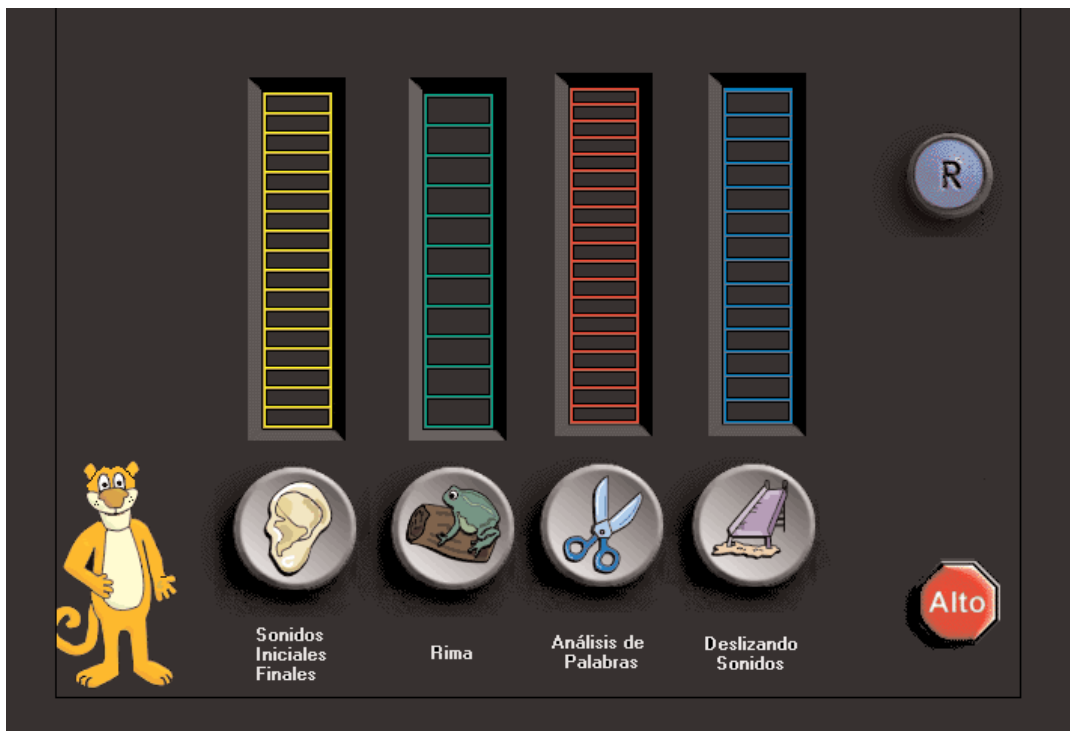 R
Sonidos
Iniciales
Finales
Rima
Análisis de
Palabras
Deslizando
Sonidos
Alto